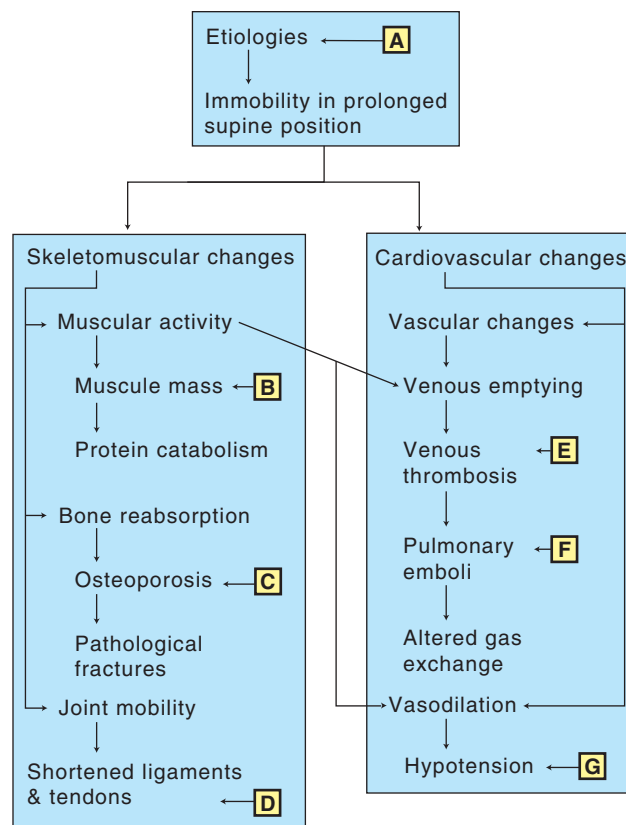 Etiologies
A
Immobility in prolonged
supine position
Skeletomuscular changes
Muscular activity
Muscule mass
B
Protein catabolism
Bone reabsorption
Osteoporosis
C
Pathological
fractures
Joint mobility
Shortened ligaments
& tendons
D
Cardiovascular changes
Vascular changes
Venous emptying
Venous
thrombosis
E
Pulmonary
emboli
F
Altered gas
exchange
Vasodilation
Hypotension
G